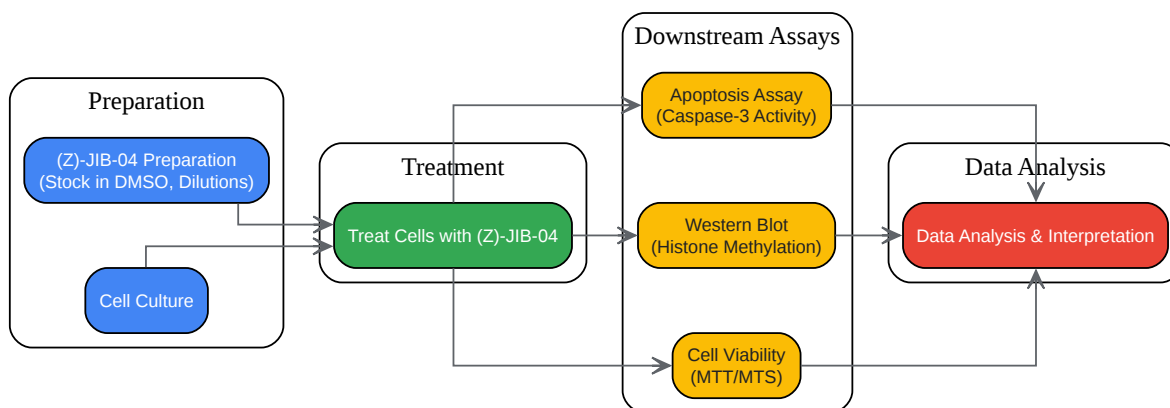 Preparation
(Z)-JIB-04 Preparation
(Stock in DMSO, Dilutions)
Cell Culture
Treatment
Treat Cells with (Z)-JIB-04
Downstream Assays
Apoptosis Assay
(Caspase-3 Activity)
Western Blot
(Histone Methylation)
Cell Viability
(MTT/MTS)
Data Analysis
Data Analysis & Interpretation